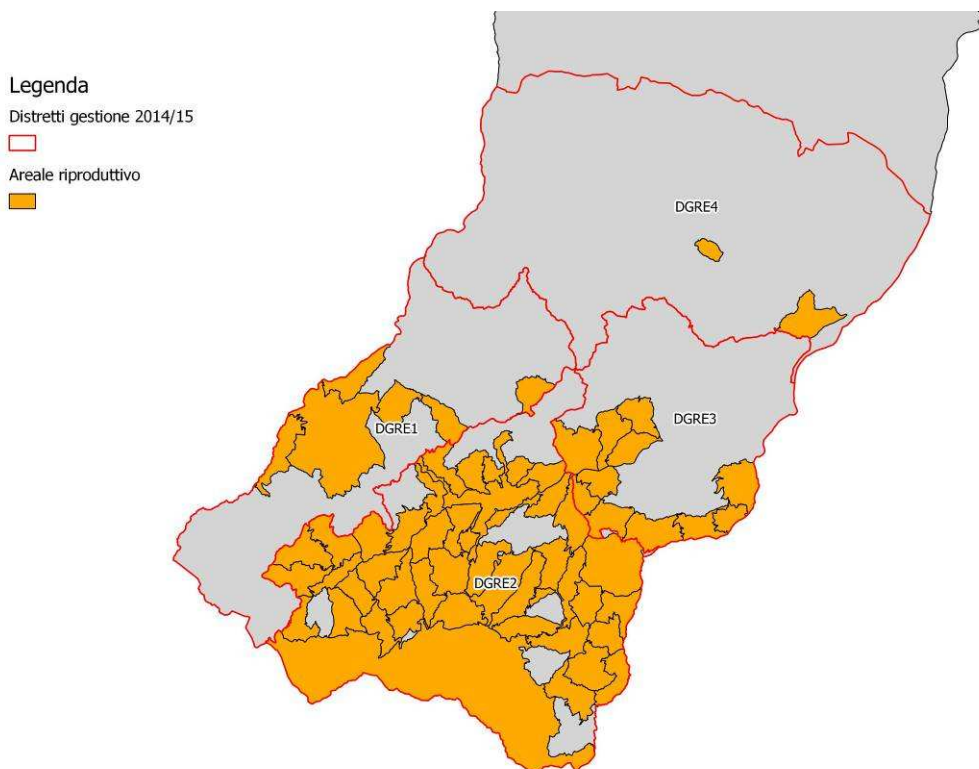 Legenda
Distretti gestione 2014/15
Areale riproduttivo
DGRE4
DGRE3
DGRE1
DGRE2